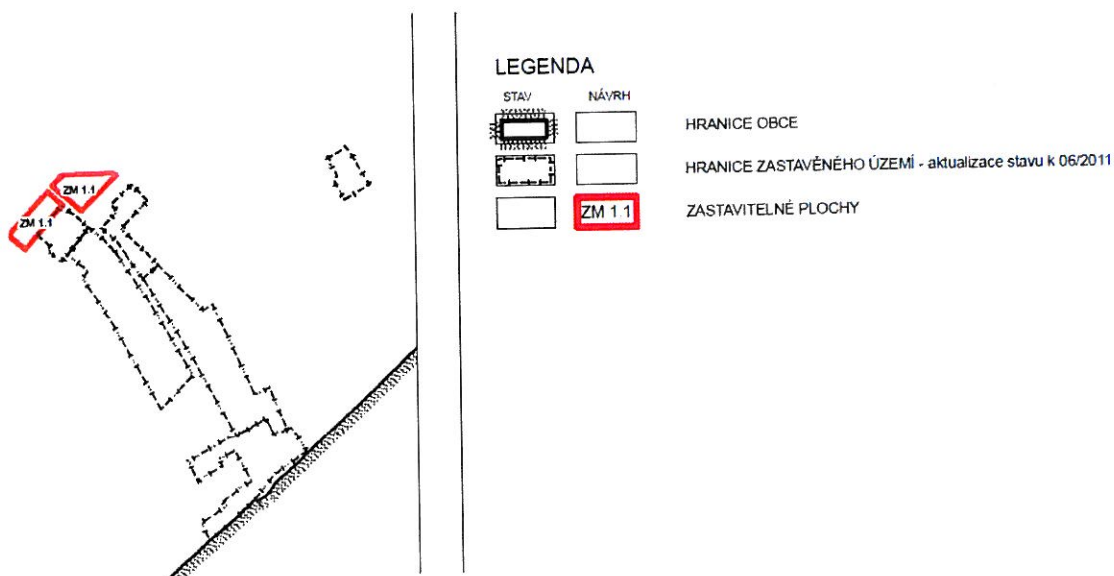 LEGENDA
STAV NÁVRH
HRANICE OBCE
HRANICE ZASTAVĚNÉHO ÚZEMÍ - aktualizace stavu k 06/2011
ZM 1.1 ZASTAVITELNÉ PLOCHY
ZM 1.1
ZM 1.1